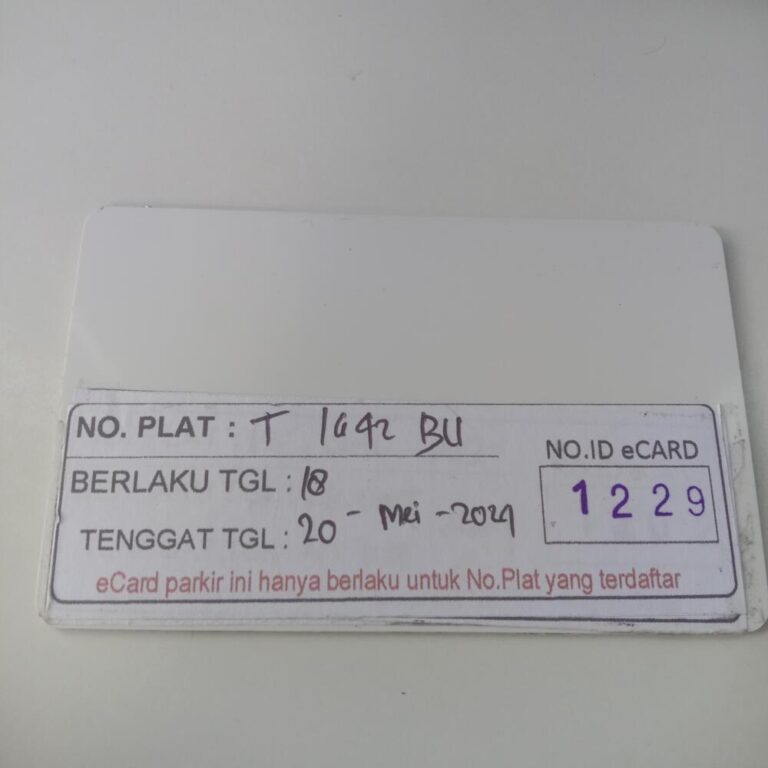 NO. PLAT : T 1642 BU
NO.ID eCARD
BERLAKU TGL : 18
1229
TENGGAT TGL : 20 - Mei - 2024
eCard parkir ini hanya berlaku untuk No.Plat yang terdaftar